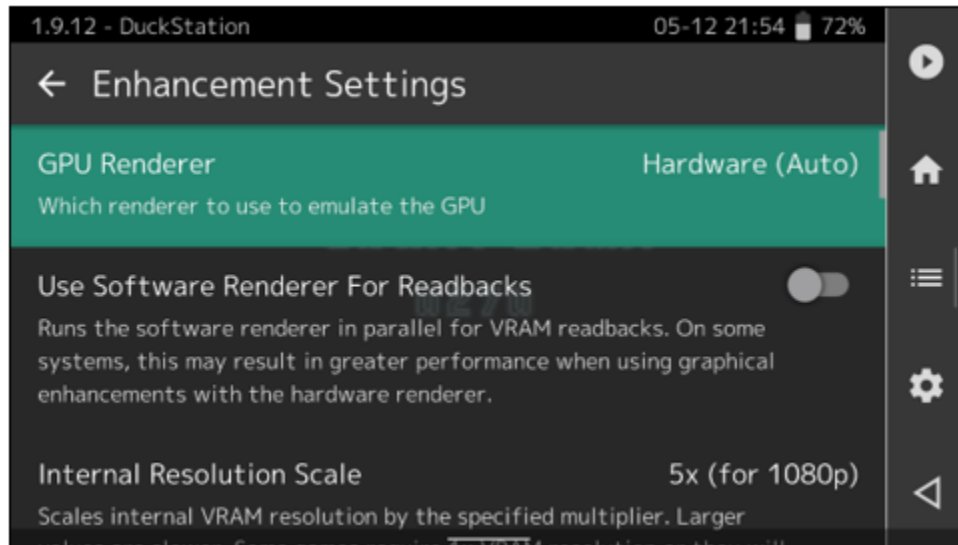 1.9.12 - DuckStation 05-12 21:54 72%
Enhancement Settings
GPU Renderer Hardware (Auto)
Which renderer to use to emulate the GPU
Use Software Renderer For Readbacks
Runs the software renderer in parallel for VRAM readbacks. On some
systems, this may result in greater performance when using graphical
enhancements with the hardware renderer.
Internal Resolution Scale 5x (for 1080p)
Scales internal VRAM resolution by the specified multiplier. Larger